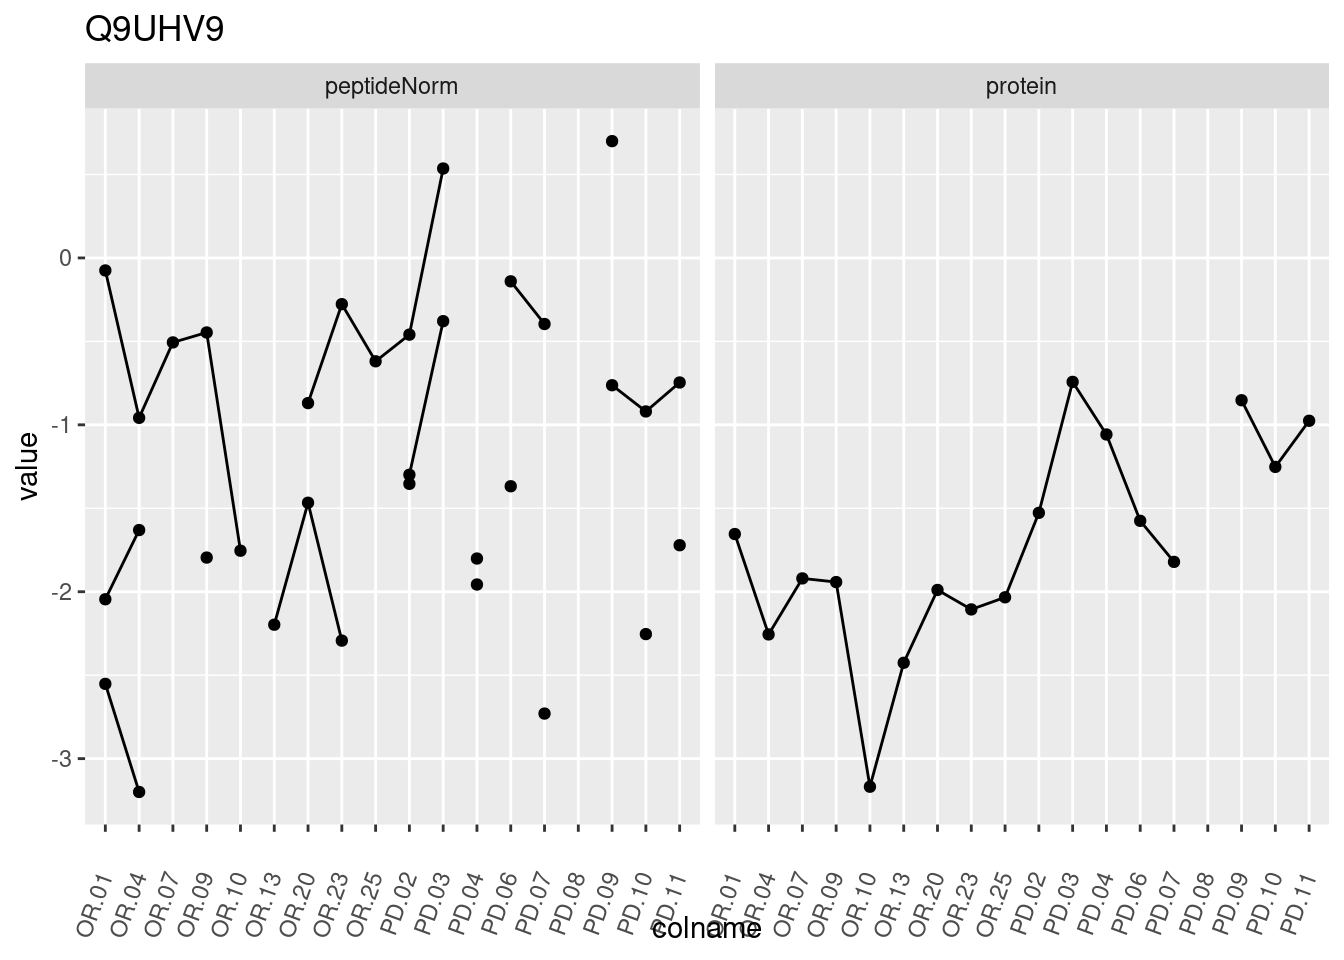 Q9UHV9
peptideNorm
protein
value
0
-1
-2
-3
OR.01 OR.04 OR.07 OR.09 OR.10 OR.13 OR.20 OR.23 OR.25 PD.02 PD.03 PD.04 PD.06 PD.07 PD.08 PD.09 PD.10 PD.11
OR.01 OR.04 OR.07 OR.09 OR.10 OR.13 OR.20 OR.23 OR.25 PD.02 PD.03 PD.04 PD.06 PD.07 PD.08 PD.09 PD.10 PD.11
colname